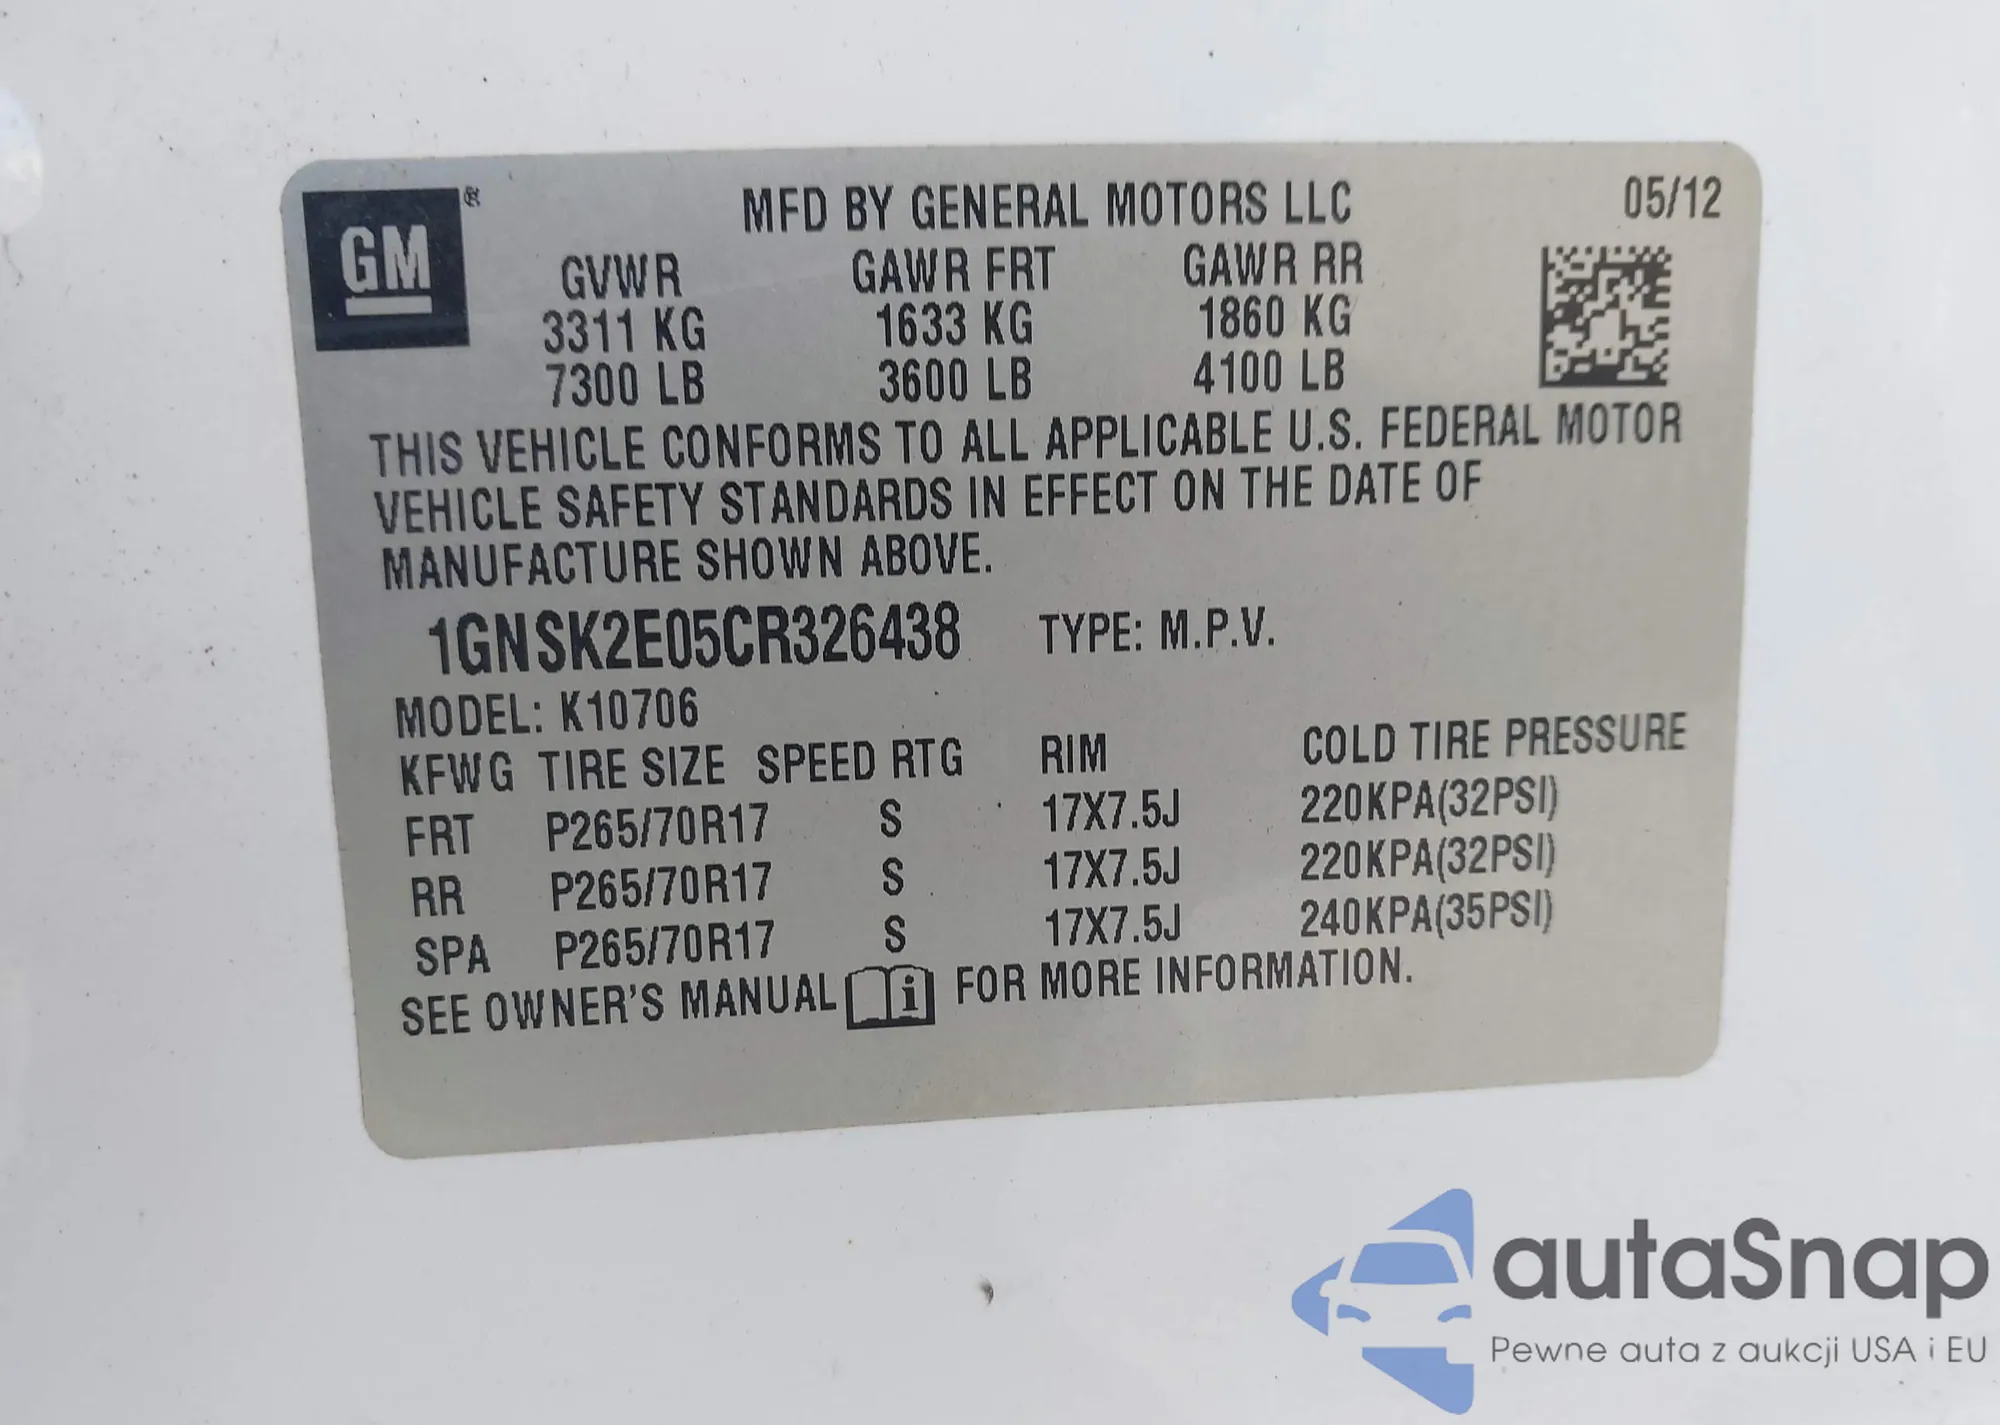 GM®
MFD BY GENERAL MOTORS LLC 05/12
GVWR GAWR FRT GAWR RR
3311 KG 1633 KG 1860 KG
7300 LB 3600 LB 4100 LB
THIS VEHICLE CONFORMS TO ALL APPLICABLE U.S. FEDERAL MOTOR
VEHICLE SAFETY STANDARDS IN EFFECT ON THE DATE OF
MANUFACTURE SHOWN ABOVE.
1GNSK2E05CR326438 TYPE: M.P.V.
MODEL: K10706
KFWG TIRE SIZE SPEED RTG RIM COLD TIRE PRESSURE
FRT P265/70R17 S 17X7.5J 220KPA(32PSI)
RR P265/70R17 S 17X7.5J 220KPA(32PSI)
SPA P265/70R17 S 17X7.5J 240KPA(35PSI)
SEE OWNER'S MANUAL i FOR MORE INFORMATION.
autaSnap
Pewne auta z aukcji USA i EU